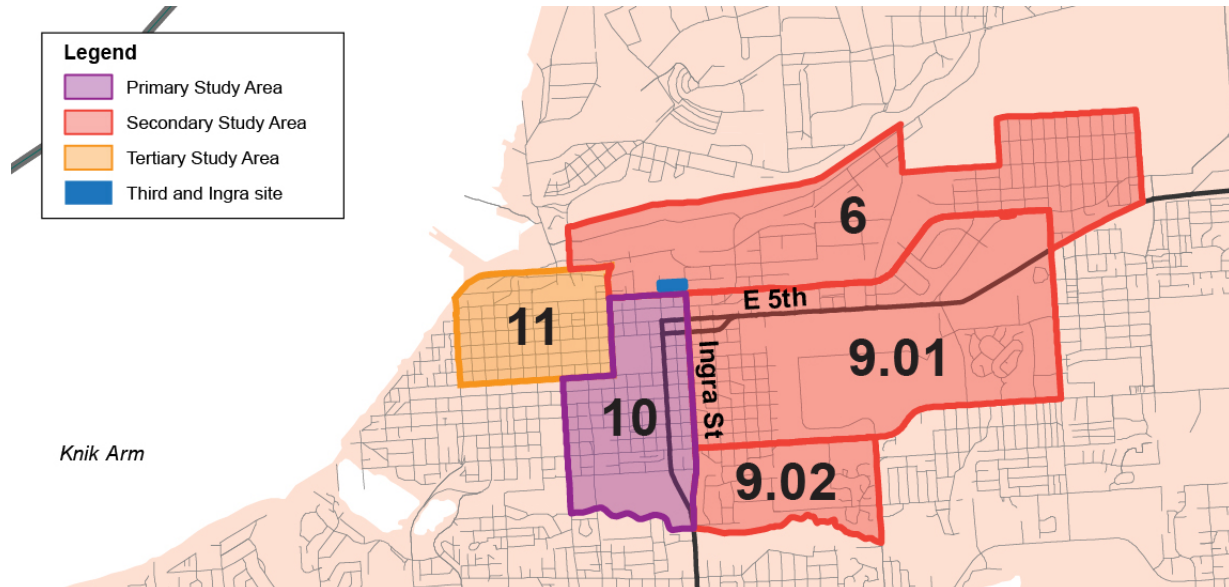 Legend
Primary Study Area
Secondary Study Area
Tertiary Study Area
Third and Ingra site
6
E 5th
11
9.01
Ingra St
10
Knik Arm
9.02